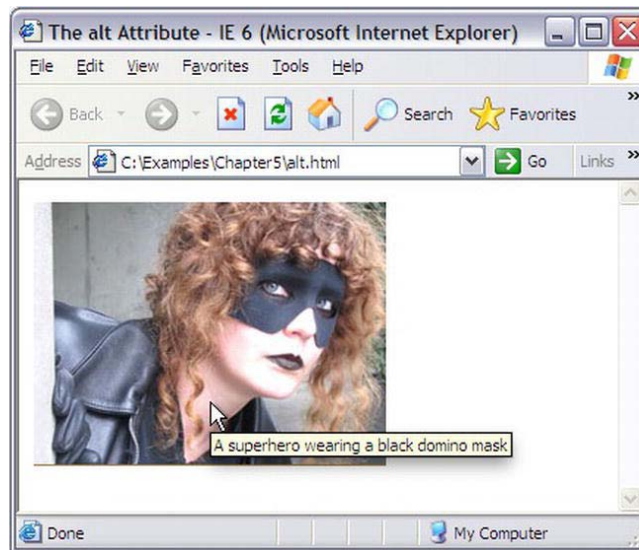 The alt Attribute - IE 6 (Microsoft Internet Explorer)
File Edit View Favorites Tools Help
Back Search Favorites »
Address C:\Examples\Chapter5\alt.html Go Links »
A superhero wearing a black domino mask
Done My Computer